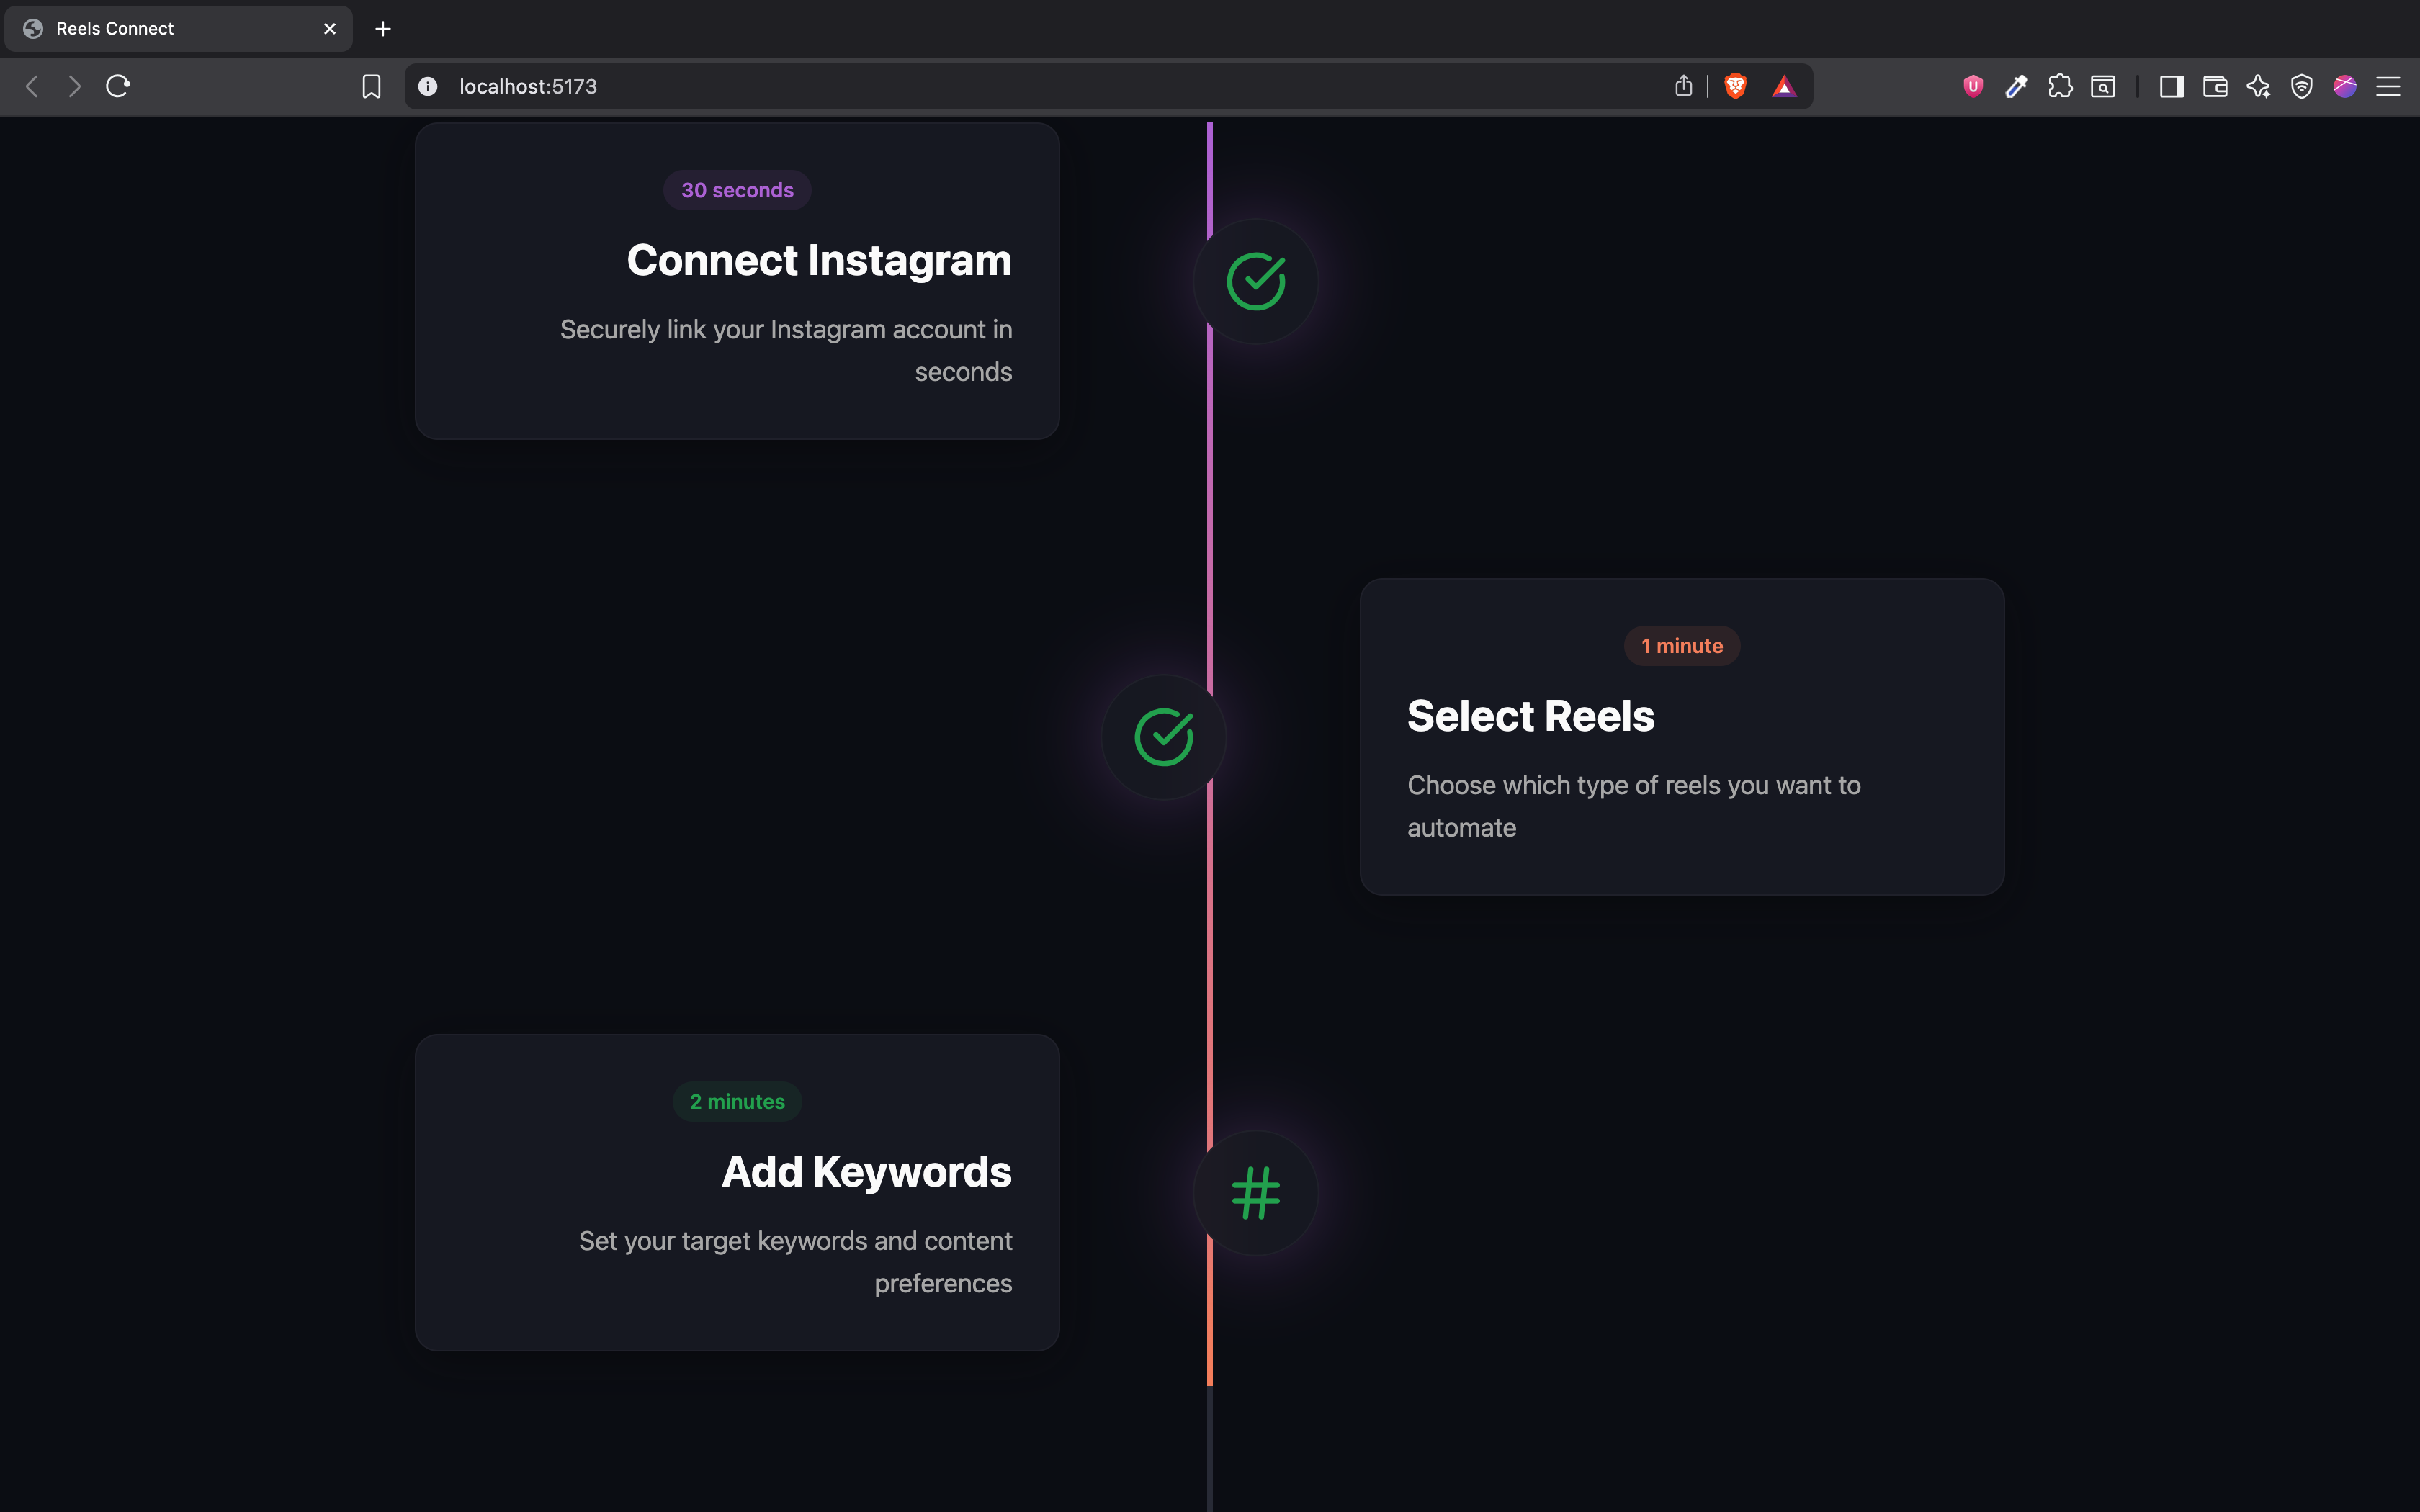 Reels Connect
localhost:5173
30 seconds
Connect Instagram
Securely link your Instagram account in
seconds
1 minute
Select Reels
Choose which type of reels you want to
automate
2 minutes
Add Keywords
Set your target keywords and content
preferences